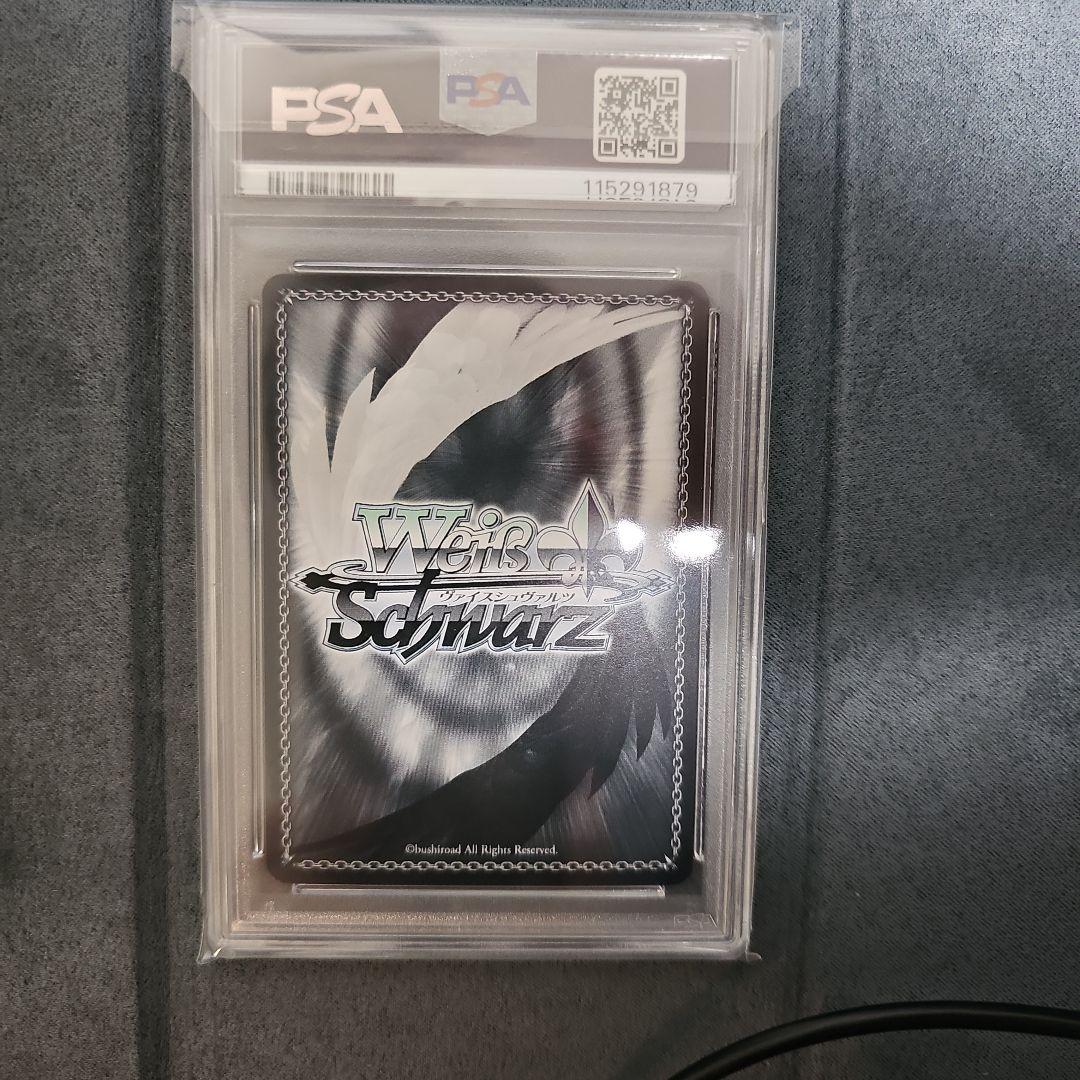 PSA
PSA
115291879
Weiß
ヴァイスシュヴァルツ
Schwarz
©bushiroad All Rights Reserved.